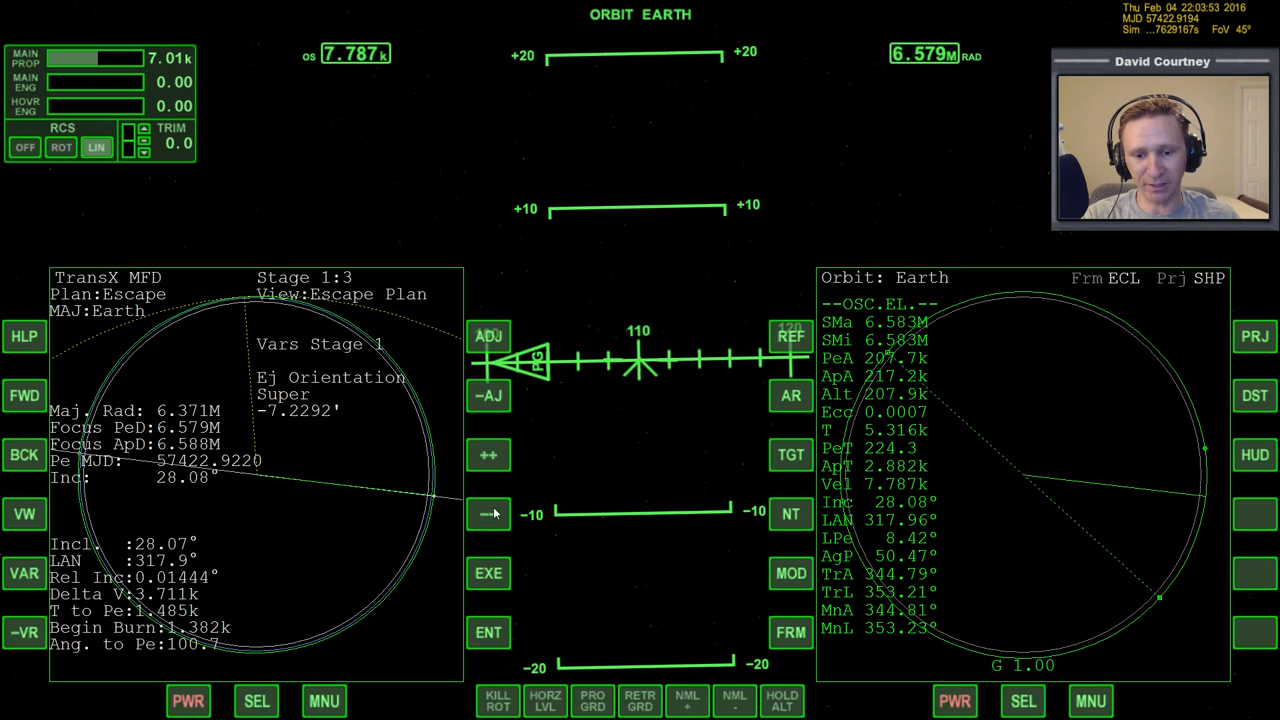 ORBIT EARTH
Thu Feb 04 22:03:53 2016
MJD 57422.9194
Sim ...7629167s FoV 45°
MAIN PROP 7.01k
MAIN ENG 0.00
HOVR ENG 0.00
RCS TRIM
OFF ROT LIN 0.0
OS 7.787k
6.579M RAD
David Courtney
+20 +20
+10 +10
110
PG
-10 -10
-20 -20
TransX MFD Stage 1:3
Plan:Escape View:Escape Plan
MAJ:Earth
Vars Stage 1
Ej Orientation
Super
-7.2292'
Maj. Rad: 6.371M
Focus PeD:6.579M
Focus ApD:6.588M
Pe MJD: 57422.9220
Inc: 28.08°
Incl. :28.07°
LAN :317.9°
Rel Inc:0.01444°
Delta V:3.711k
T to Pe:1.485k
Begin Burn:1.382k
Ang. to Pe:100.7
HLP
FWD
BCK
VW
VAR
-VR
ADJ
-AJ
++
--
EXE
ENT
PWR SEL MNU
KILL ROT
HORZ LVL
PRO GRD
RETR GRD
NML +
NML -
HOLD ALT
REF
AR
TGT
NT
MOD
FRM
Orbit: Earth Frm ECL Prj SHP
--OSC.EL.--
SMa 6.583M
SMi 6.583M
PeA 207.7k
ApA 217.2k
Alt 207.9k
Ecc 0.0007
T 5.316k
PeT 224.3
ApT 2.882k
Vel 7.787k
Inc 28.08°
LAN 317.96°
LPe 8.42°
AgP 50.47°
TrA 344.79°
TrL 353.21°
MnA 344.81°
MnL 353.23°
G 1.00
PRJ
DST
HUD
PWR SEL MNU